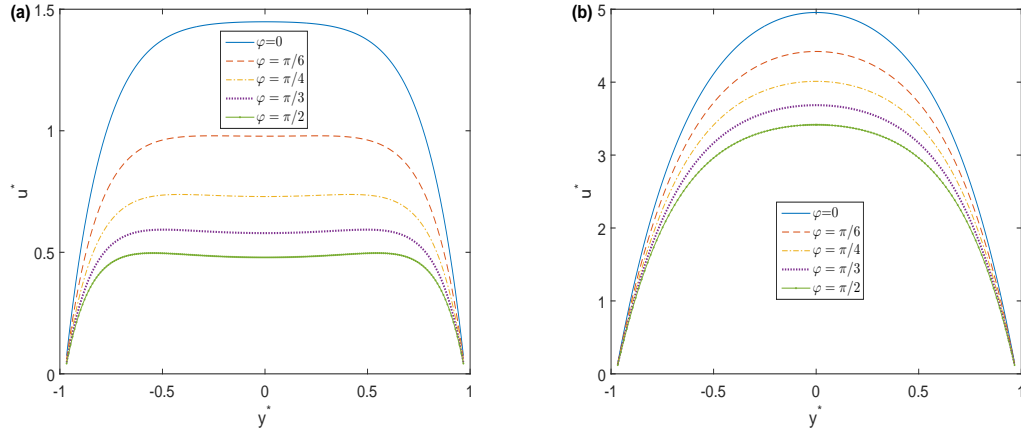 (a)
1.5
1
0.5
0
φ=0
φ = π/6
φ = π/4
φ = π/3
φ = π/2
u*
-1 -0.5 0 0.5 1
y*
(b)
5
4
3
2
1
0
φ=0
φ = π/6
φ = π/4
φ = π/3
φ = π/2
u*
-1 -0.5 0 0.5 1
y*